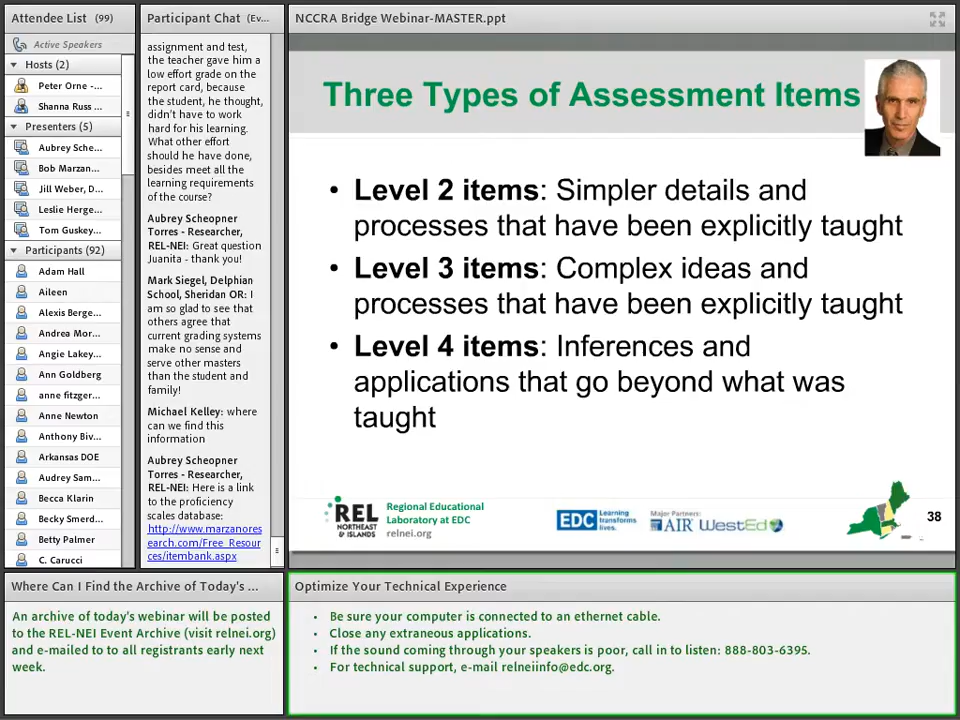 Attendee List (99)
Active Speakers
Hosts (2)
Peter Orne -...
Shanna Russ ...
Presenters (5)
Aubrey Sche...
Bob Marzan...
Jill Weber, D...
Leslie Herge...
Tom Guskey...
Participants (92)
Adam Hall
Aileen
Alexis Berge...
Andrea Mor...
Angie Lakey...
Ann Goldberg
anne fitzger...
Anne Newton
Anthony Biv...
Arkansas DOE
Audrey Sam...
Becca Klarin
Becky Smerd...
Betty Palmer
C. Carucci
Participant Chat (Ev...
assignment and test,
the teacher gave him a
low effort grade on the
report card, because
the student, he thought,
didn't have to work
hard for his learning.
What other effort
should he have done,
besides meet all the
learning requirements
of the course?
Aubrey Scheopner
Torres - Researcher,
REL-NEI: Great question
Juanita - thank you!
Mark Siegel, Delphian
School, Sheridan OR: I
am so glad to see that
others agree that
current grading systems
make no sense and
serve other masters
than the student and
family!
Michael Kelley: where
can we find this
information
Aubrey Scheopner
Torres - Researcher,
REL-NEI: Here is a link
to the proficiency
scales database:
http://www.marzanores
earch.com/Free_Resour
ces/itembank.aspx
NCCRA Bridge Webinar-MASTER.ppt
Three Types of Assessment Items
• Level 2 items: Simpler details and
processes that have been explicitly taught
• Level 3 items: Complex ideas and
processes that have been explicitly taught
• Level 4 items: Inferences and
applications that go beyond what was
taught
REL
NORTHEAST
& ISLANDS
Regional Educational
Laboratory at EDC
relnei.org
EDC Learning
transforms
lives.
Major Partners:
AIR WestEd
38
Where Can I Find the Archive of Today's ...
An archive of today's webinar will be posted
to the REL-NEI Event Archive (visit relnei.org)
and e-mailed to to all registrants early next
week.
Optimize Your Technical Experience
• Be sure your computer is connected to an ethernet cable.
• Close any extraneous applications.
• If the sound coming through your speakers is poor, call in to listen: 888-803-6395.
• For technical support, e-mail relneiinfo@edc.org.